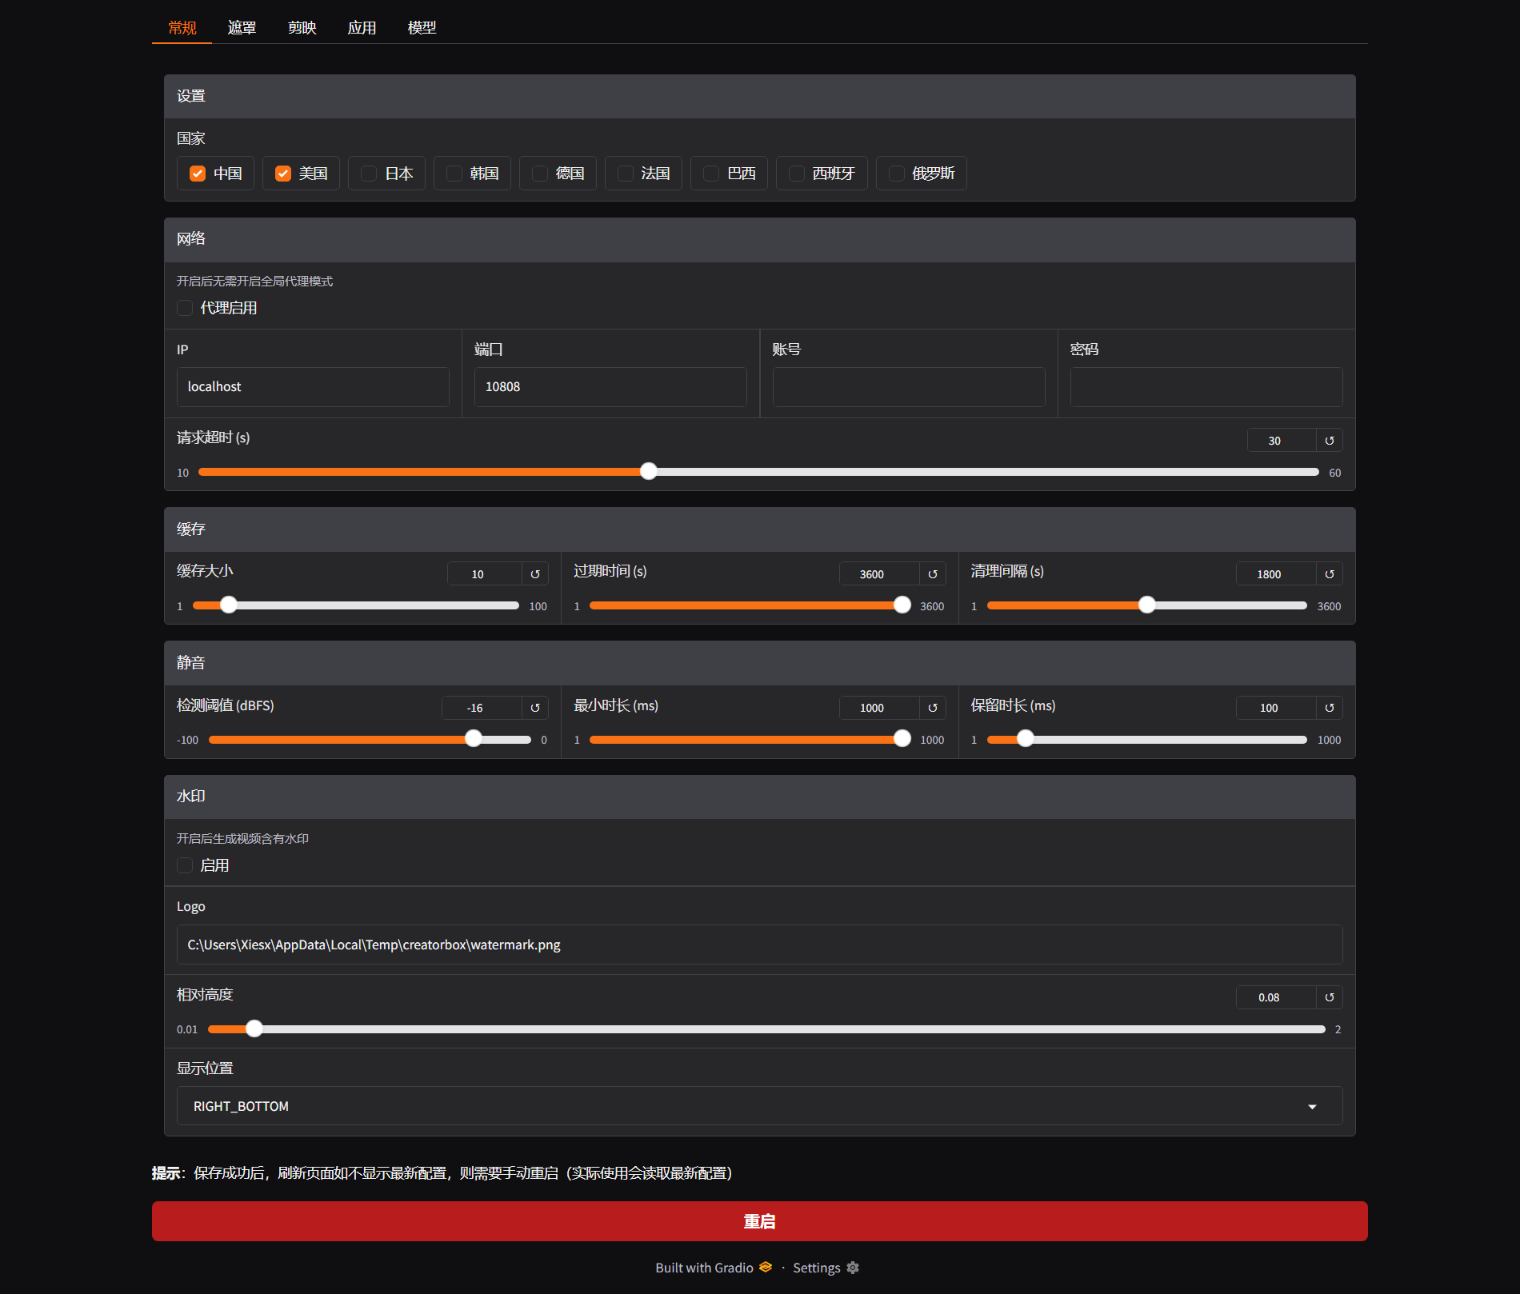 常规 遮罩 剪映 应用 模型
设置
国家
中国 美国 日本 韩国 德国 法国 巴西 西班牙 俄罗斯
网络
开启后无需开启全局代理模式
代理启用
IP 端口 账号 密码
localhost 10808
请求超时 (s) 30 ↺
10 60
缓存
缓存大小 10 ↺ 过期时间 (s) 3600 ↺ 清理间隔 (s) 1800 ↺
1 100 1 3600 1 3600
静音
检测阈值 (dBFS) -16 ↺ 最小时长 (ms) 1000 ↺ 保留时长 (ms) 100 ↺
-100 0 1 1000 1 1000
水印
开启后生成视频含有水印
启用
Logo
C:\Users\Xiesx\AppData\Local\Temp\creatorbox\watermark.png
相对高度 0.08 ↺
0.01 2
显示位置
RIGHT_BOTTOM
提示：保存成功后，刷新页面如不显示最新配置，则需要手动重启（实际使用会读取最新配置）
重启
Built with Gradio · Settings